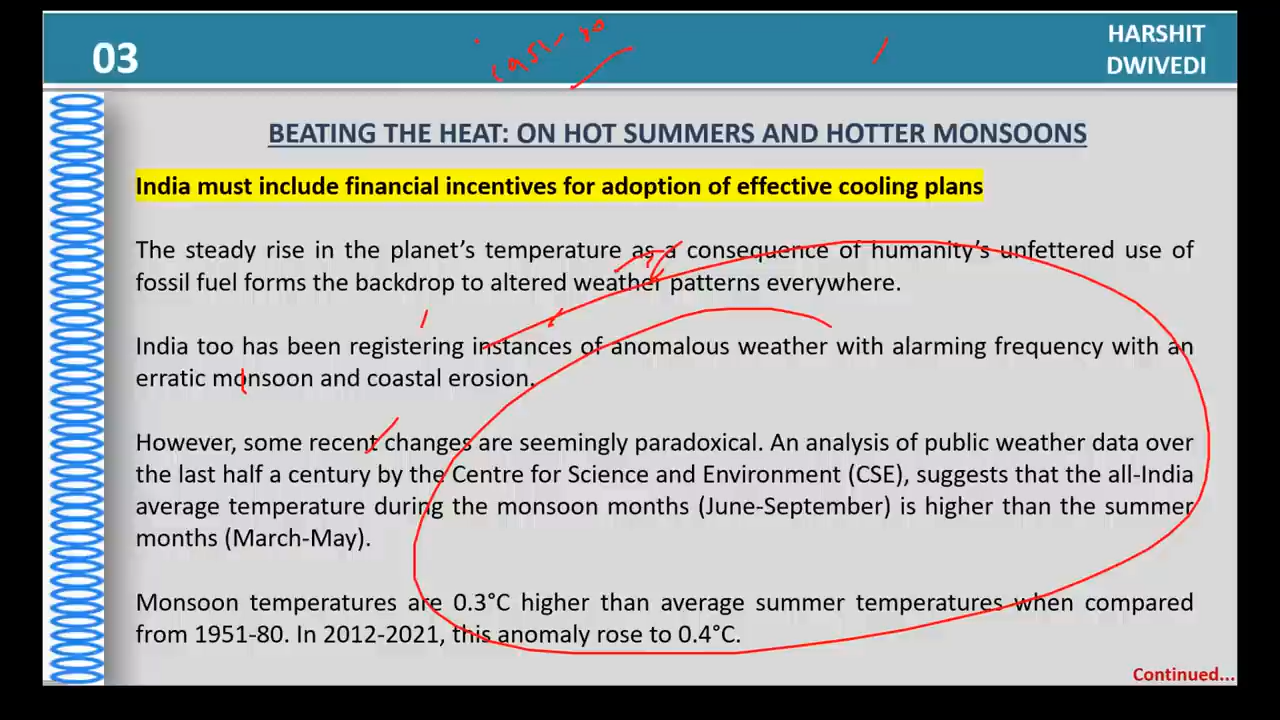 03
1951-80
HARSHIT
DWIVEDI
BEATING THE HEAT: ON HOT SUMMERS AND HOTTER MONSOONS
India must include financial incentives for adoption of effective cooling plans
The steady rise in the planet's temperature as a consequence of humanity's unfettered use of
fossil fuel forms the backdrop to altered weather patterns everywhere.
India too has been registering instances of anomalous weather with alarming frequency with an
erratic monsoon and coastal erosion.
However, some recent changes are seemingly paradoxical. An analysis of public weather data over
the last half a century by the Centre for Science and Environment (CSE), suggests that the all-India
average temperature during the monsoon months (June-September) is higher than the summer
months (March-May).
Monsoon temperatures are 0.3°C higher than average summer temperatures when compared
from 1951-80. In 2012-2021, this anomaly rose to 0.4°C.
Continued...